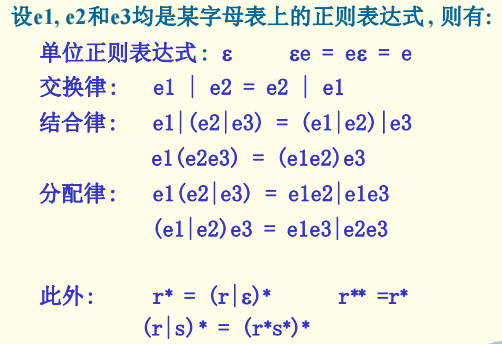 设e1, e2和e3均是某字母表上的正则表达式, 则有:
单位正则表达式: ε εe = eε = e
交换律: e1 | e2 = e2 | e1
结合律: e1|(e2|e3) = (e1|e2)|e3
e1(e2e3) = (e1e2)e3
分配律: e1(e2|e3) = e1e2|e1e3
(e1|e2)e3 = e1e3|e2e3
此外: r* = (r|ε)* r** =r*
(r|s)* = (r*s*)*